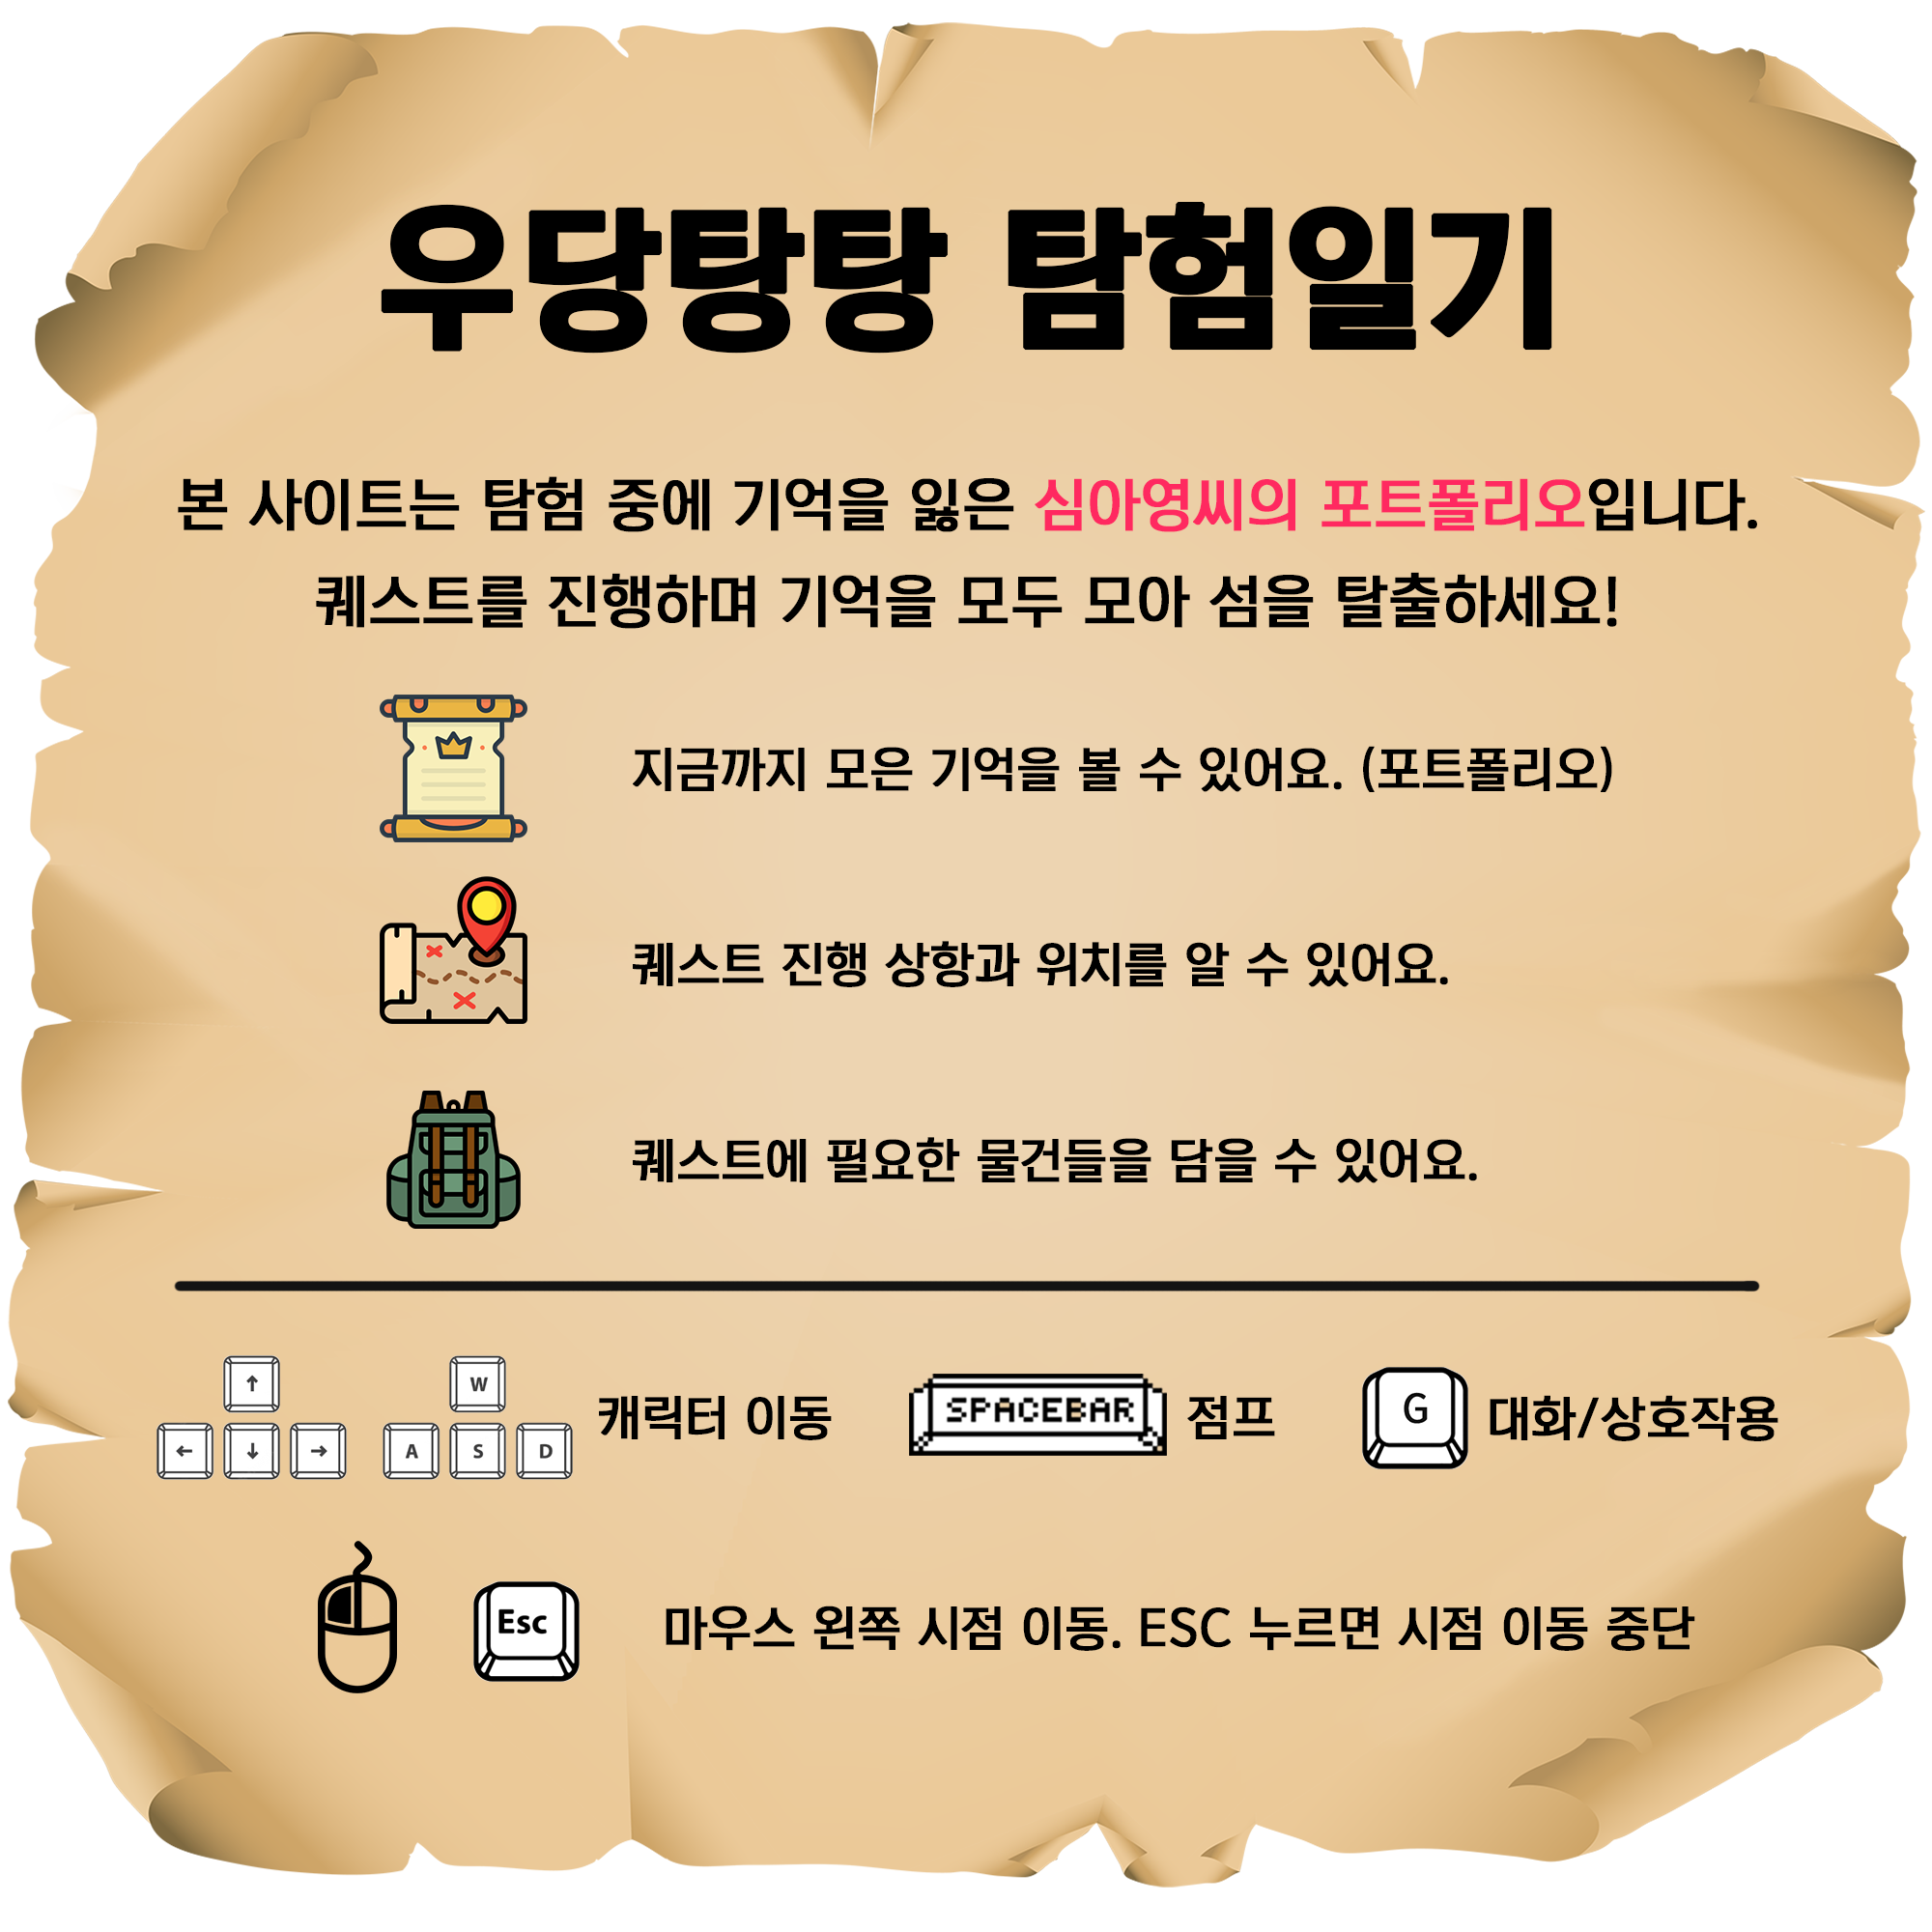 우당탕탕 탐험일기
본 사이트는 탐험 중에 기억을 잃은 심아영씨의 포트폴리오입니다.
퀘스트를 진행하며 기억을 모두 모아 섬을 탈출하세요!
지금까지 모은 기억을 볼 수 있어요. (포트폴리오)
퀘스트 진행 상항과 위치를 알 수 있어요.
퀘스트에 필요한 물건들을 담을 수 있어요.
↑ W
← ↓ → A S D 캐릭터 이동 SPACEBAR 점프 G 대화/상호작용
Esc 마우스 왼쪽 시점 이동. ESC 누르면 시점 이동 중단